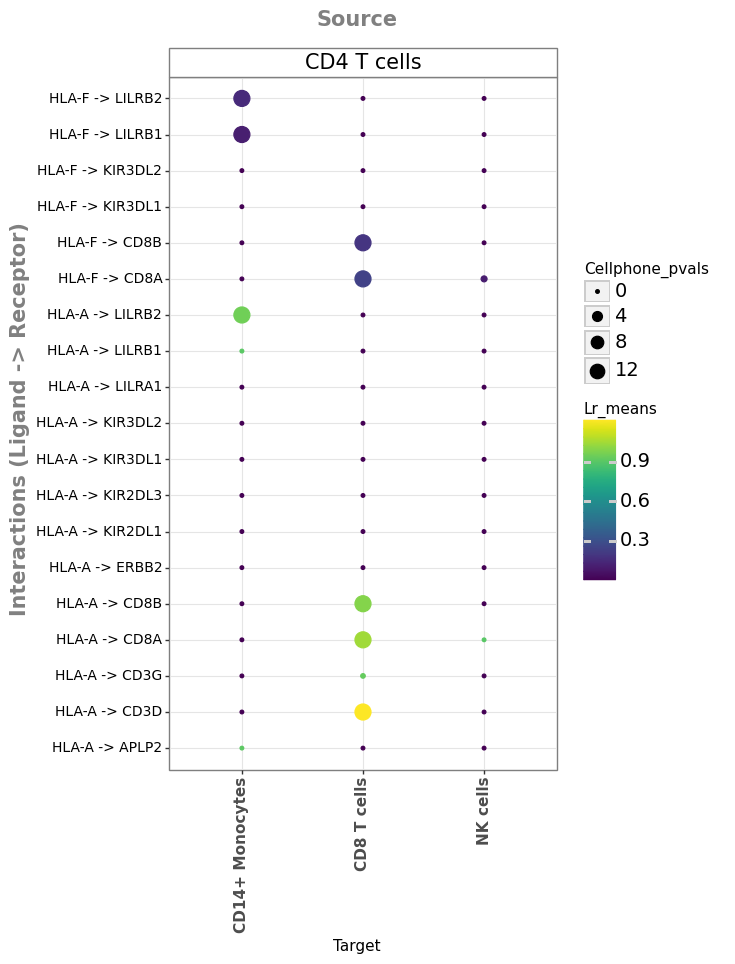 Source
CD4 T cells
Interactions (Ligand -> Receptor)
HLA-F -> LILRB2
HLA-F -> LILRB1
HLA-F -> KIR3DL2
HLA-F -> KIR3DL1
HLA-F -> CD8B
HLA-F -> CD8A
HLA-A -> LILRB2
HLA-A -> LILRB1
HLA-A -> LILRA1
HLA-A -> KIR3DL2
HLA-A -> KIR3DL1
HLA-A -> KIR2DL3
HLA-A -> KIR2DL1
HLA-A -> ERBB2
HLA-A -> CD8B
HLA-A -> CD8A
HLA-A -> CD3G
HLA-A -> CD3D
HLA-A -> APLP2
CD14+ Monocytes
CD8 T cells
NK cells
Target
Cellphone_pvals
0
4
8
12
Lr_means
0.9
0.6
0.3